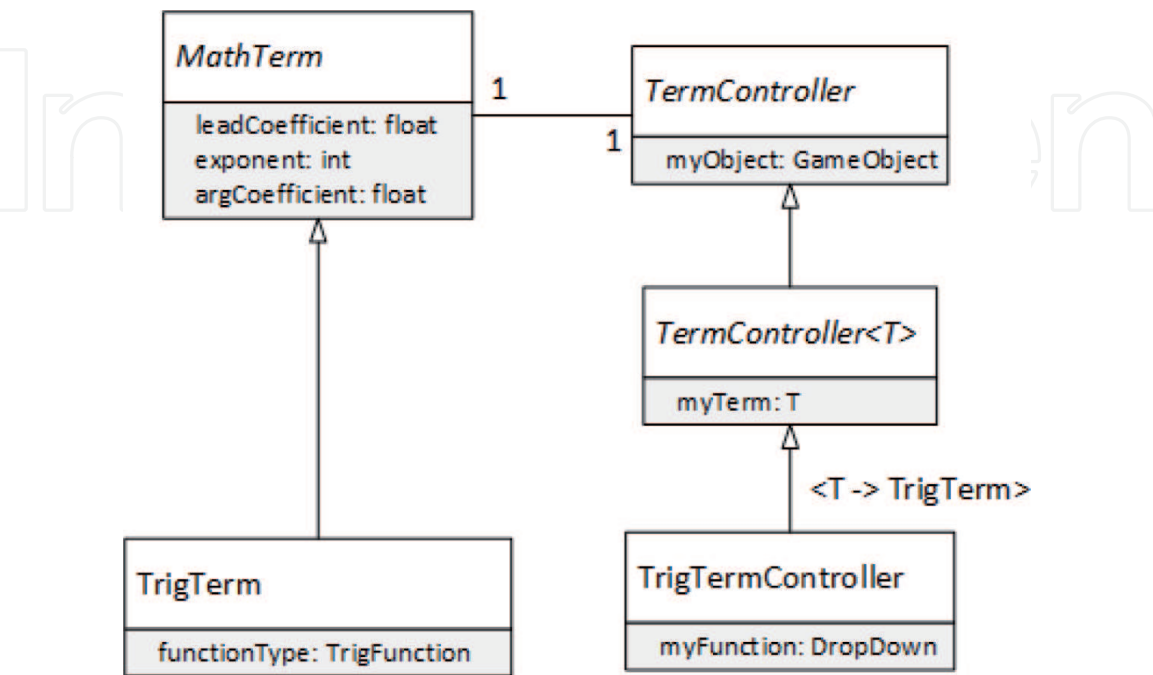 MathTerm
leadCoefficient: float
exponent: int
argCoefficient: float
1
1
TermController
myObject: GameObject
TermController<T>
myTerm: T
<T -> TrigTerm>
TrigTerm
functionType: TrigFunction
TrigTermController
myFunction: DropDown